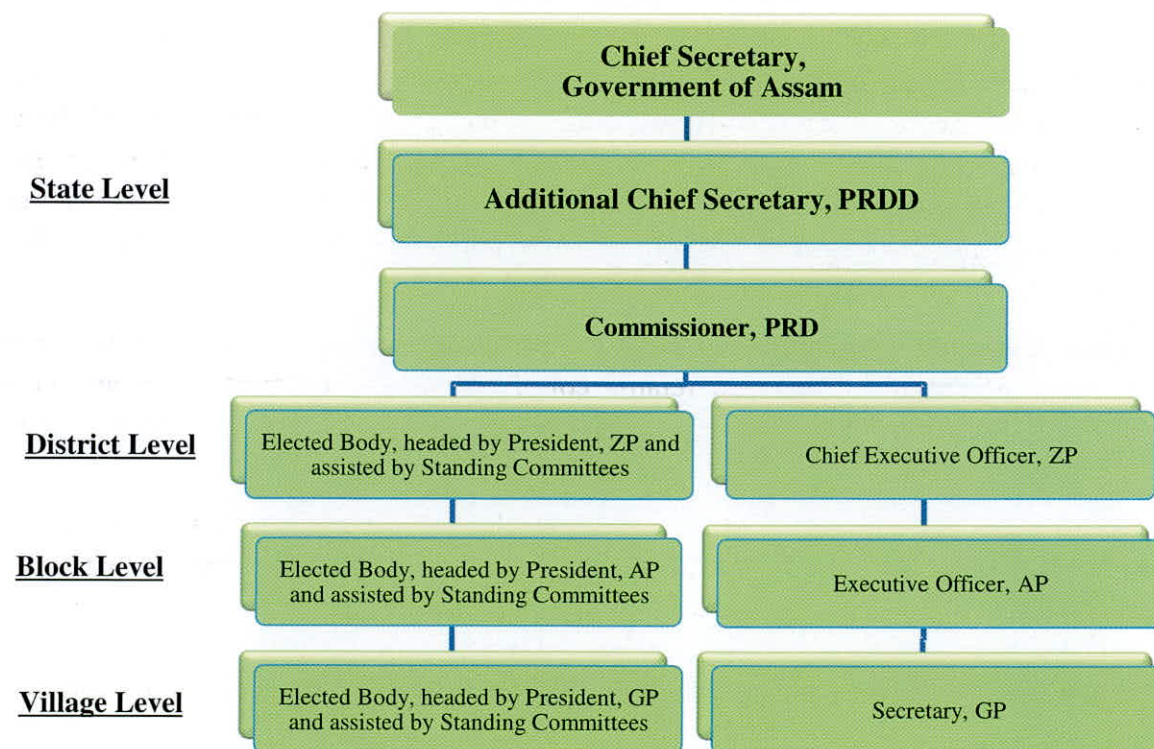 Chief Secretary,
Government of Assam
State Level
Additional Chief Secretary, PRDD
Commissioner, PRD
District Level
Elected Body, headed by President, ZP and
assisted by Standing Committees
Chief Executive Officer, ZP
Block Level
Elected Body, headed by President, AP
and assisted by Standing Committees
Executive Officer, AP
Village Level
Elected Body, headed by President, GP
and assisted by Standing Committees
Secretary, GP